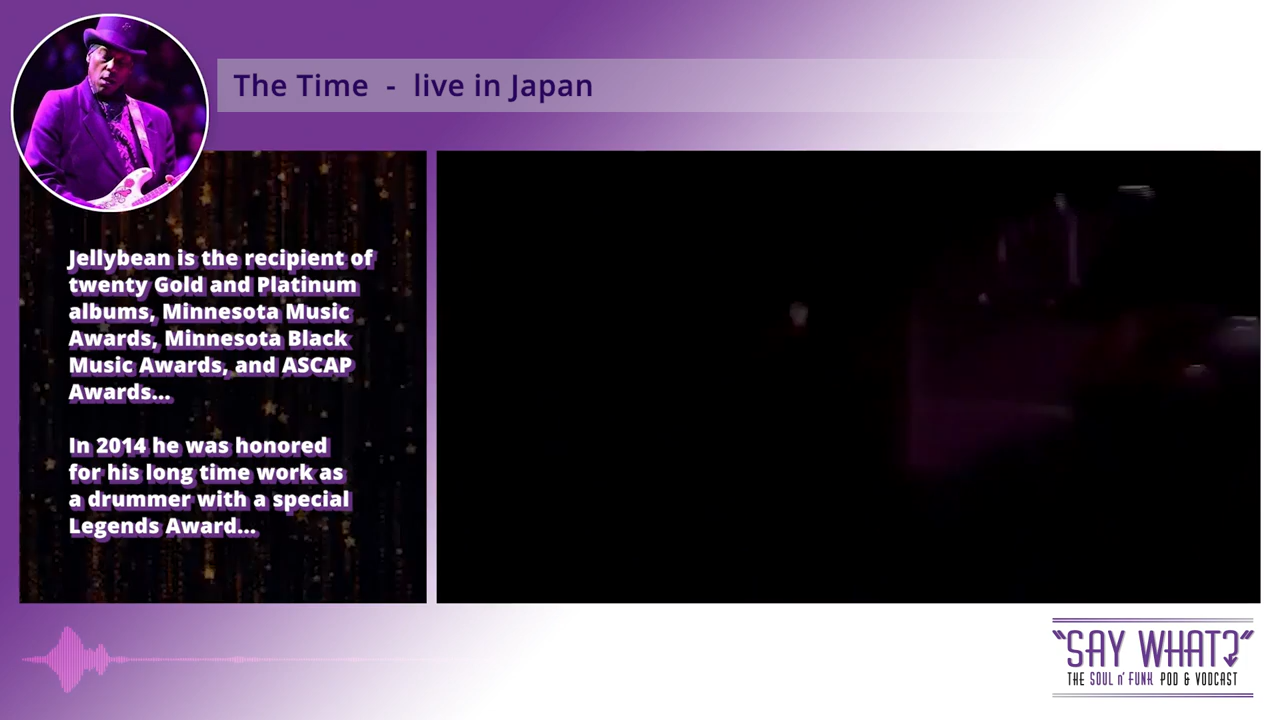 The Time - live in Japan
Jellybean is the recipient of
twenty Gold and Platinum
albums, Minnesota Music
Awards, Minnesota Black
Music Awards, and ASCAP
Awards...
In 2014 he was honored
for his long time work as
a drummer with a special
Legends Award...
"SAY WHAT?"
THE SOUL n' FUNK POD & VODCAST